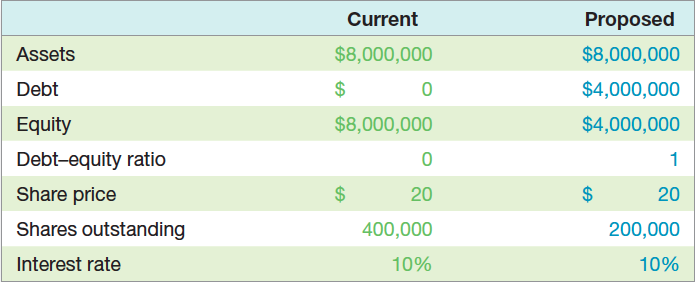 Current Proposed
Assets $8,000,000 $8,000,000
Debt $ 0 $4,000,000
Equity $8,000,000 $4,000,000
Debt–equity ratio 0 1
Share price $ 20 $ 20
Shares outstanding 400,000 200,000
Interest rate 10% 10%